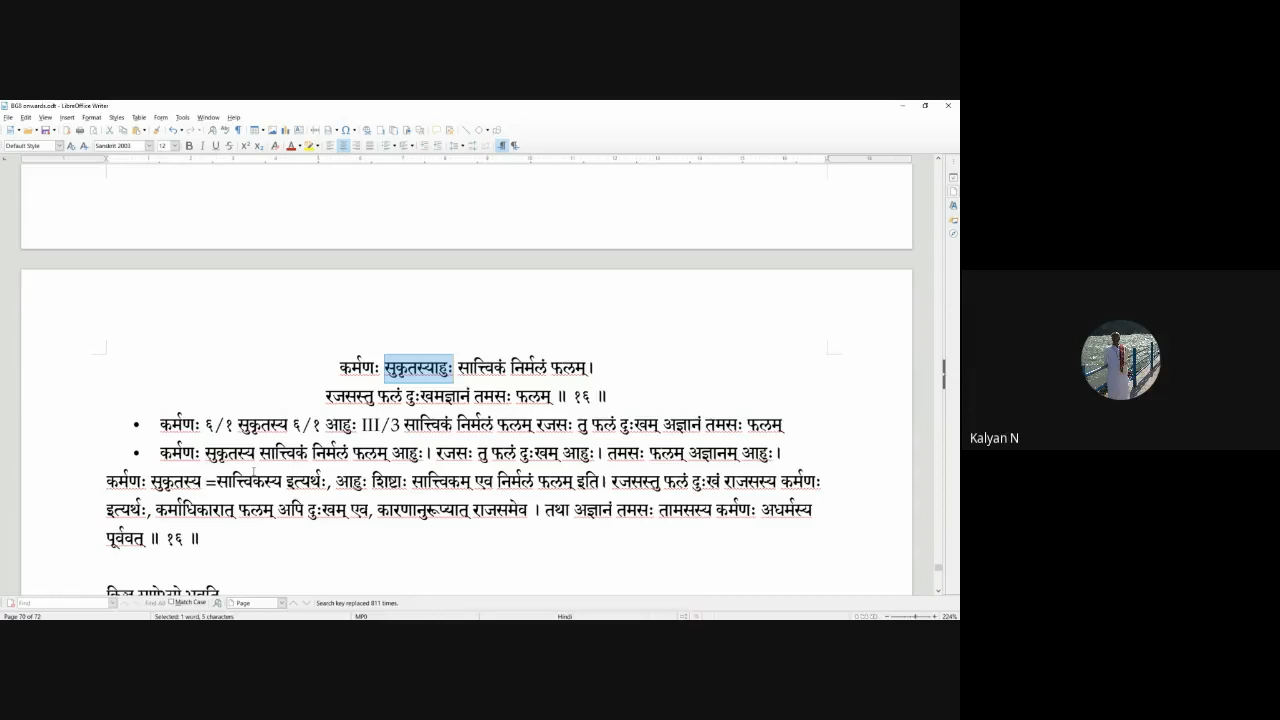 BG8 onwards.odt - LibreOffice Writer
File Edit View Insert Format Styles Table Form Tools Window Help
Default Style Sanskrit 2003 12
कर्मणः सुकृतस्याहुः सात्त्विकं निर्मलं फलम्।
रजसस्तु फलं दुःखमज्ञानं तमसः फलम् ॥ १६ ॥
• कर्मणः ६/१ सुकृतस्य ६/१ आहुः III/3 सात्त्विकं निर्मलं फलम् रजसः तु फलं दुःखम् अज्ञानं तमसः फलम्
• कर्मणः सुकृतस्य सात्त्विकं निर्मलं फलम् आहुः। रजसः तु फलं दुःखम् आहुः। तमसः फलम् अज्ञानम् आहुः।
कर्मणः सुकृतस्य =सात्त्विकस्य इत्यर्थः, आहुः शिष्टाः सात्त्विकम् एव निर्मलं फलम् इति। रजसस्तु फलं दुःखं राजसस्य कर्मणः
इत्यर्थः, कर्माधिकारात् फलम् अपि दुःखम् एव, कारणानुरूप्यात् राजसमेव । तथा अज्ञानं तमसः तामसस्य कर्मणः अधर्मस्य
पूर्ववत् ॥ १६ ॥
Kalyan N
Find Find All Match Case Page Search key replaced 811 times.
Page 70 of 72 Selected: 1 word, 5 characters MP0 Hindi 224%